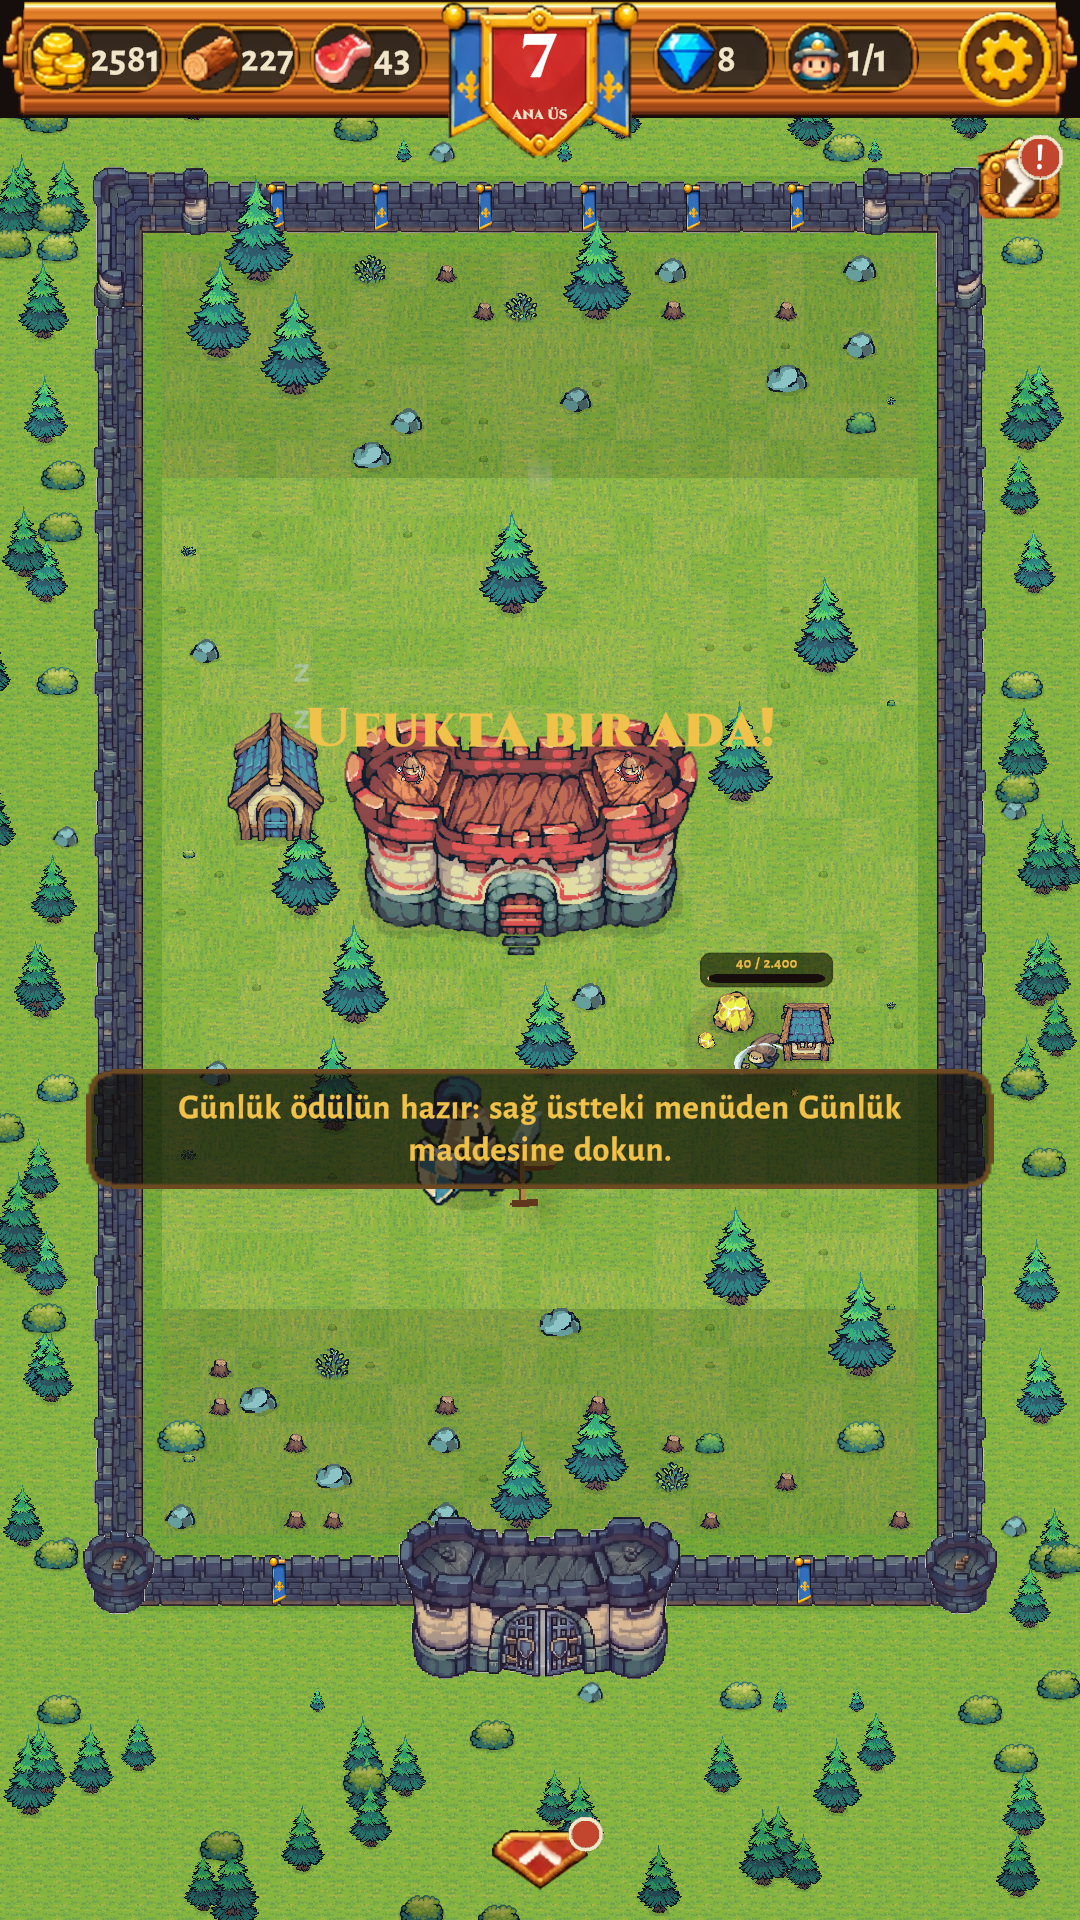 2581 227 43 7 8 1/1
ANA ÜS
!
z
z
UFUKTA BIR ADA!
40 / 2.400
Günlük ödülün hazır: sağ üstteki menüden Günlük
maddesine dokun.